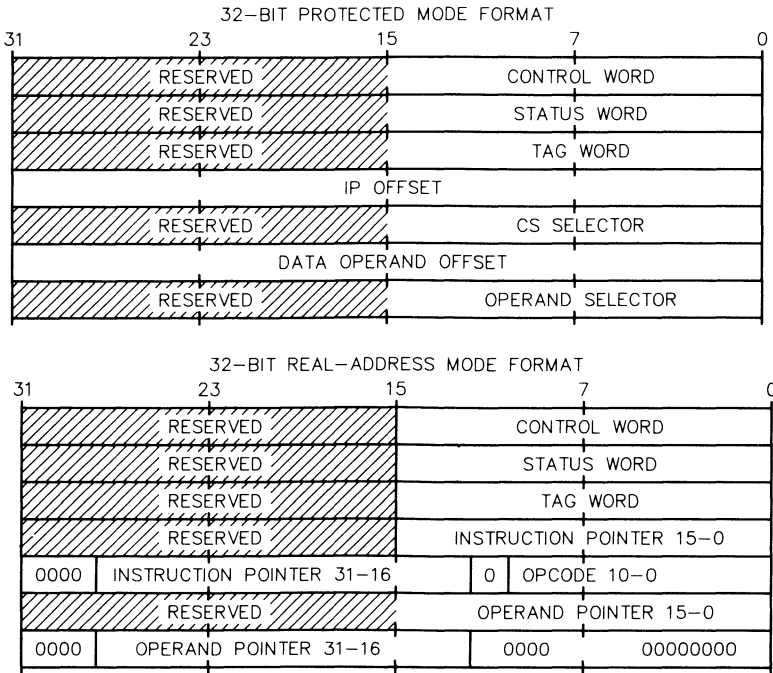 32-BIT PROTECTED MODE FORMAT
31 23 15 7 0
RESERVED CONTROL WORD
RESERVED STATUS WORD
RESERVED TAG WORD
IP OFFSET
RESERVED CS SELECTOR
DATA OPERAND OFFSET
RESERVED OPERAND SELECTOR
32-BIT REAL-ADDRESS MODE FORMAT
31 23 15 7 0
RESERVED CONTROL WORD
RESERVED STATUS WORD
RESERVED TAG WORD
RESERVED INSTRUCTION POINTER 15-0
0000 INSTRUCTION POINTER 31-16 0 OPCODE 10-0
RESERVED OPERAND POINTER 15-0
0000 OPERAND POINTER 31-16 0000 00000000